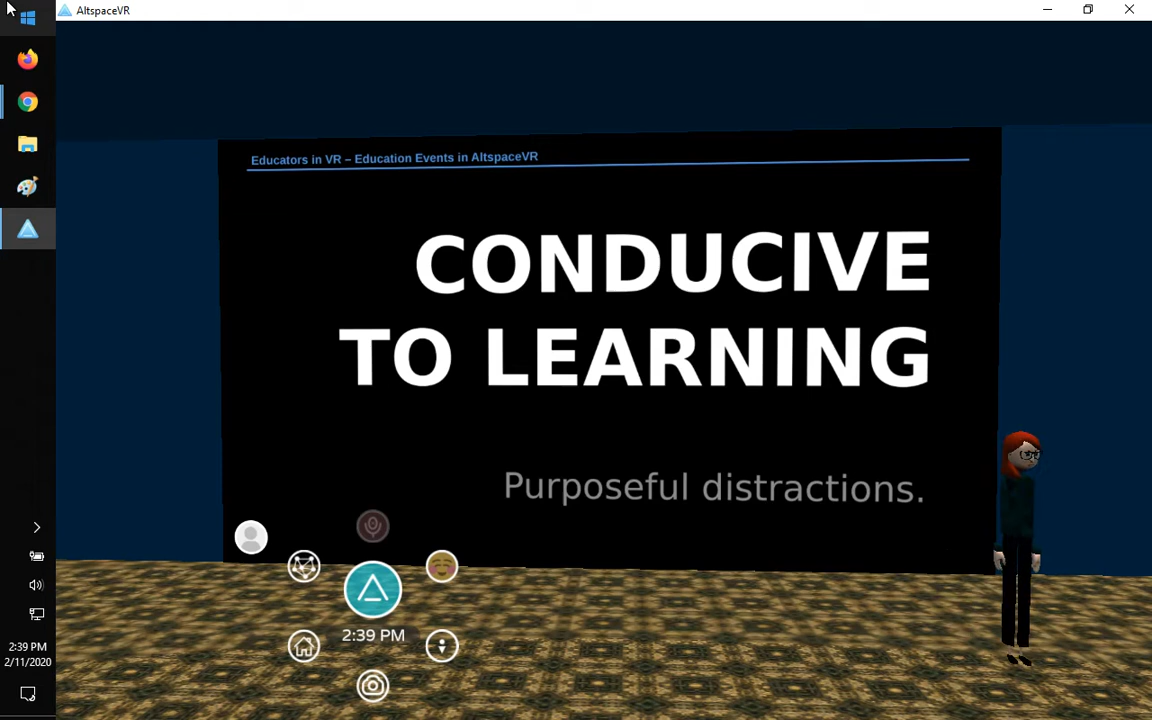 AltspaceVR
Educators in VR – Education Events in AltspaceVR
CONDUCIVE
TO LEARNING
Purposeful distractions.
2:39 PM
2:39 PM
2/11/2020